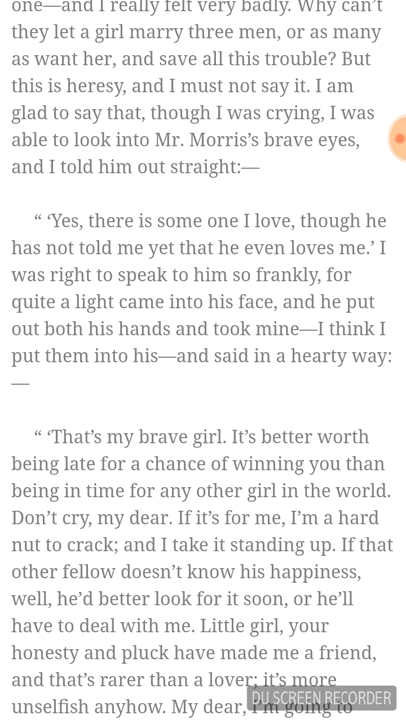 one—and I really felt very badly. Why can’t
they let a girl marry three men, or as many
as want her, and save all this trouble? But
this is heresy, and I must not say it. I am
glad to say that, though I was crying, I was
able to look into Mr. Morris’s brave eyes,
and I told him out straight:—
“ ‘Yes, there is some one I love, though he
has not told me yet that he even loves me.’ I
was right to speak to him so frankly, for
quite a light came into his face, and he put
out both his hands and took mine—I think I
put them into his—and said in a hearty way:
—
“ ‘That’s my brave girl. It’s better worth
being late for a chance of winning you than
being in time for any other girl in the world.
Don’t cry, my dear. If it’s for me, I’m a hard
nut to crack; and I take it standing up. If that
other fellow doesn’t know his happiness,
well, he’d better look for it soon, or he’ll
have to deal with me. Little girl, your
honesty and pluck have made me a friend,
and that’s rarer than a lover; it’s more
unselfish anyhow. My dear, I’m going to
DU SCREEN RECORDER